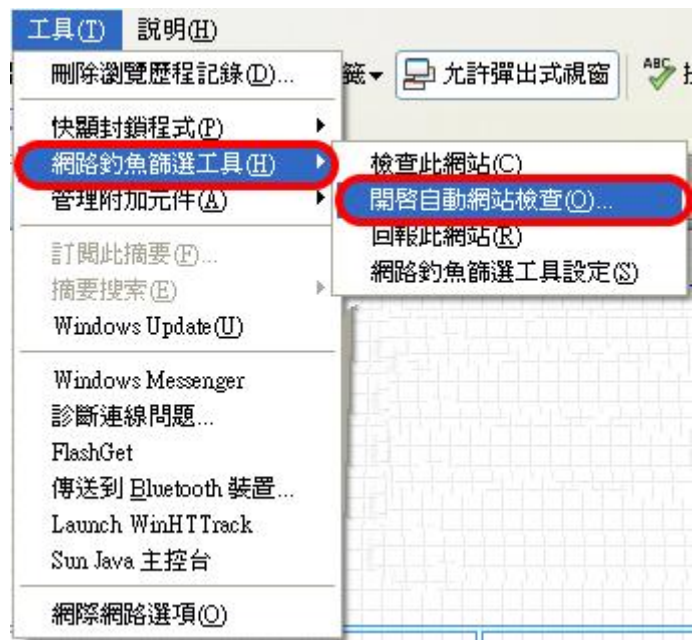 工具(T) 說明(H)
刪除瀏覽歷程記錄(D)...
籤 允許彈出式視窗 ABC
快顯封鎖程式(P)
網路釣魚篩選工具(H)
檢查此網站(C)
管理附加元件(A)
開啓自動網站檢查(O)...
回報此網站(R)
訂閱此摘要(F)...
網路釣魚篩選工具設定(S)
摘要搜索(E)
Windows Update(U)
Windows Messenger
診斷連線問題...
FlashGet
傳送到 Bluetooth 裝置...
Launch WinHTTrack
Sun Java 主控台
網際網路選項(O)